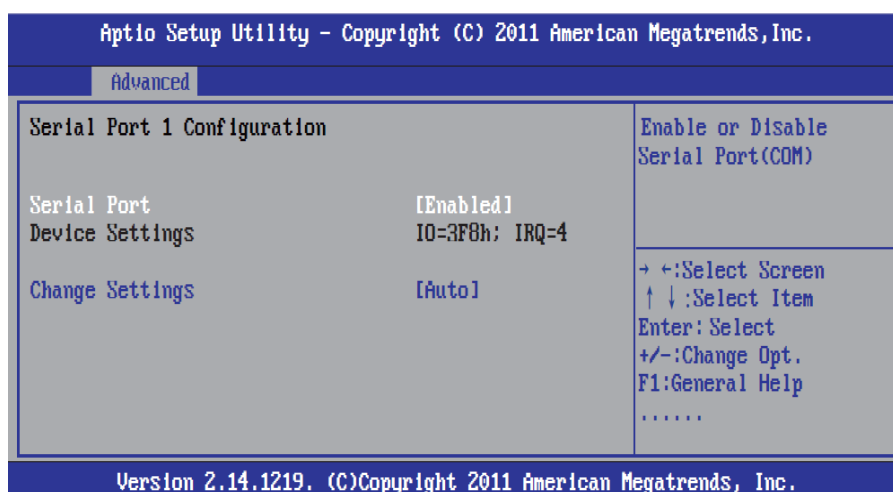 Aptio Setup Utility - Copyright (C) 2011 American Megatrends,Inc.
Advanced
Serial Port 1 Configuration
Serial Port [Enabled]
Device Settings IO=3F8h; IRQ=4
Change Settings [Auto]
Enable or Disable
Serial Port(COM)
→ ←:Select Screen
↑ ↓:Select Item
Enter:Select
+/-:Change Opt.
F1:General Help
......
Version 2.14.1219. (C)Copyright 2011 American Megatrends, Inc.